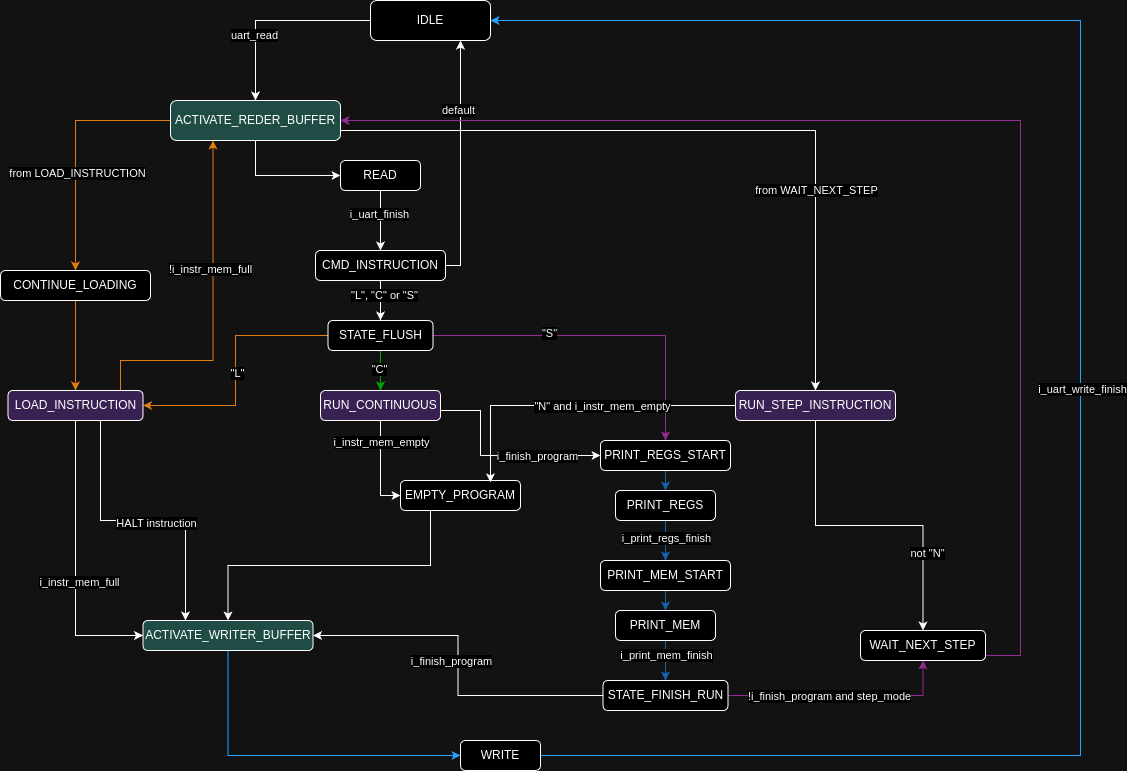 IDLE
uart_read
default
ACTIVATE_REDER_BUFFER
from LOAD_INSTRUCTION
READ
from WAIT_NEXT_STEP
i_uart_finish
!i_instr_mem_full
CMD_INSTRUCTION
CONTINUE_LOADING
"L", "C" or "S"
STATE_FLUSH
"S"
"L"
"C"
i_uart_write_finish
LOAD_INSTRUCTION
RUN_CONTINUOUS
"N" and i_instr_mem_empty
RUN_STEP_INSTRUCTION
i_instr_mem_empty
i_finish_program
PRINT_REGS_START
EMPTY_PROGRAM
PRINT_REGS
HALT instruction
i_print_regs_finish
not "N"
i_instr_mem_full
PRINT_MEM_START
ACTIVATE_WRITER_BUFFER
PRINT_MEM
WAIT_NEXT_STEP
i_finish_program
i_print_mem_finish
STATE_FINISH_RUN
!i_finish_program and step_mode
WRITE